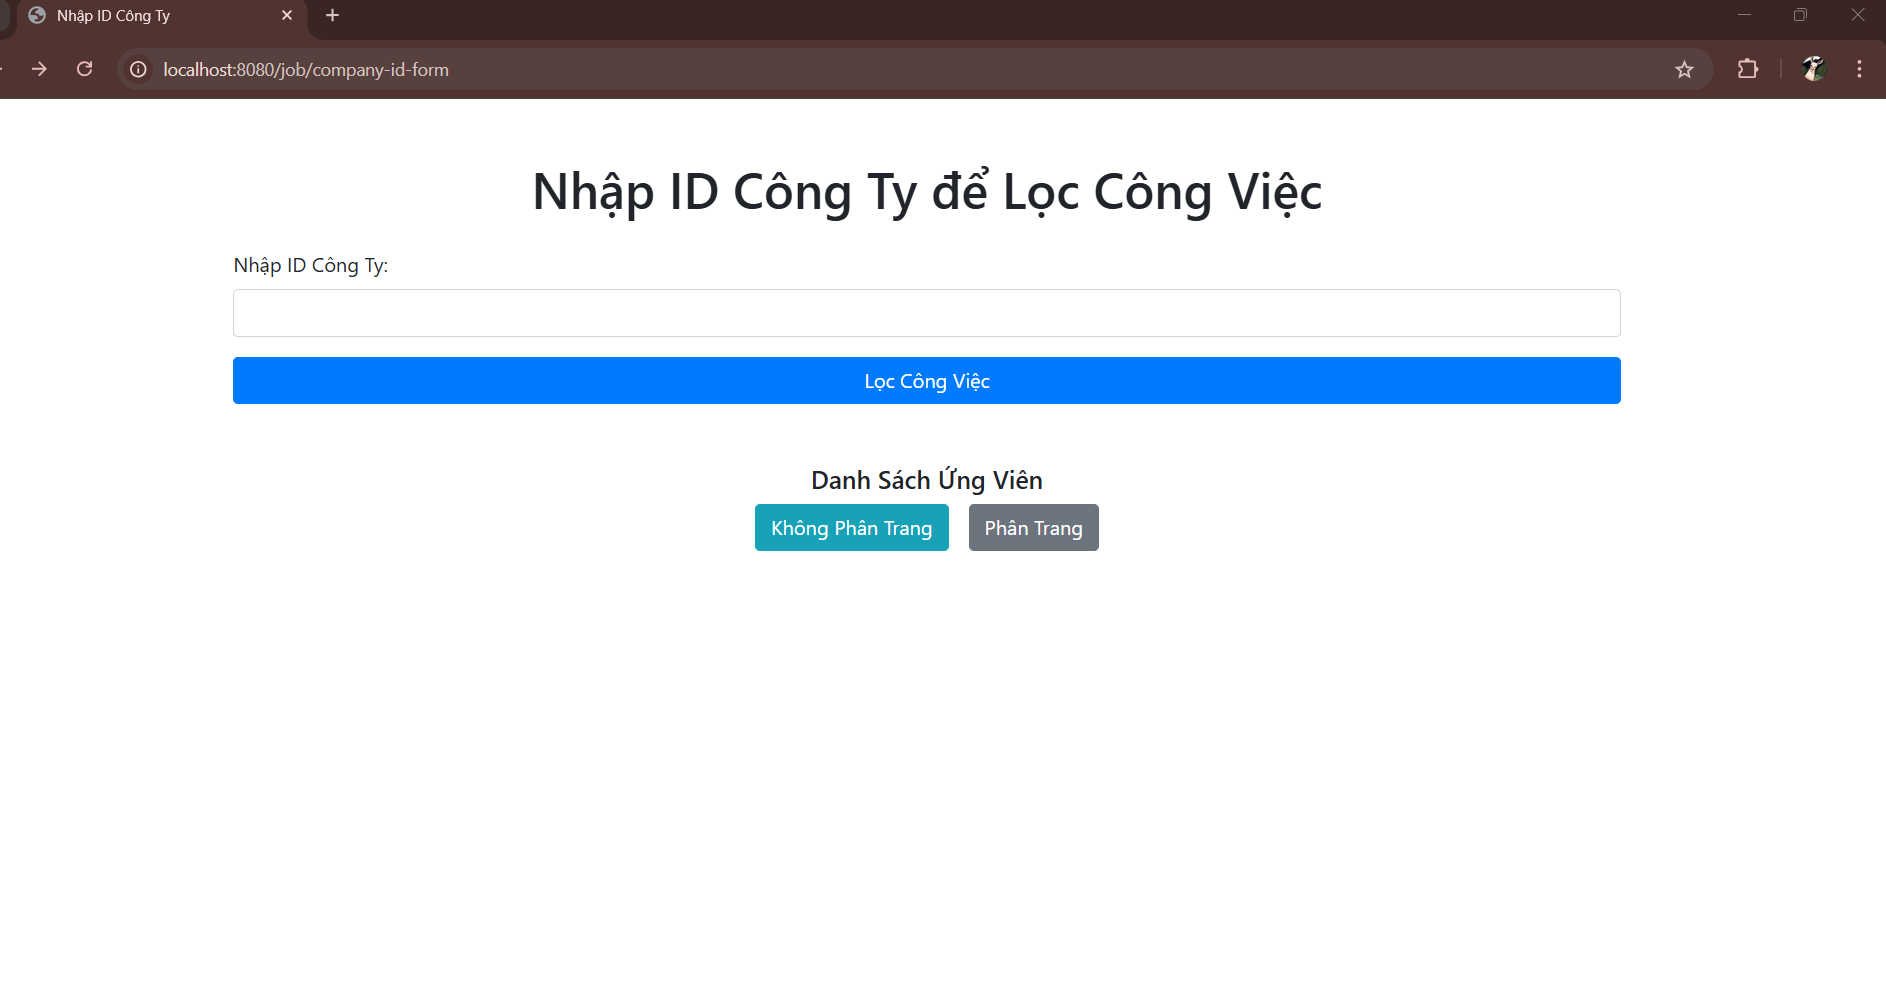 Nhập ID Công Ty
localhost:8080/job/company-id-form
Nhập ID Công Ty để Lọc Công Việc
Nhập ID Công Ty:
Lọc Công Việc
Danh Sách Ứng Viên
Không Phân Trang Phân Trang